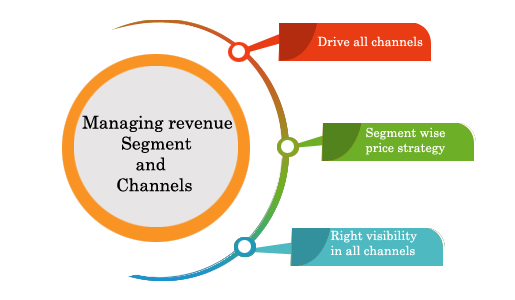 Managing revenue
Segment
and
Channels
Drive all channels
Segment wise
price strategy
Right visibility
in all channels